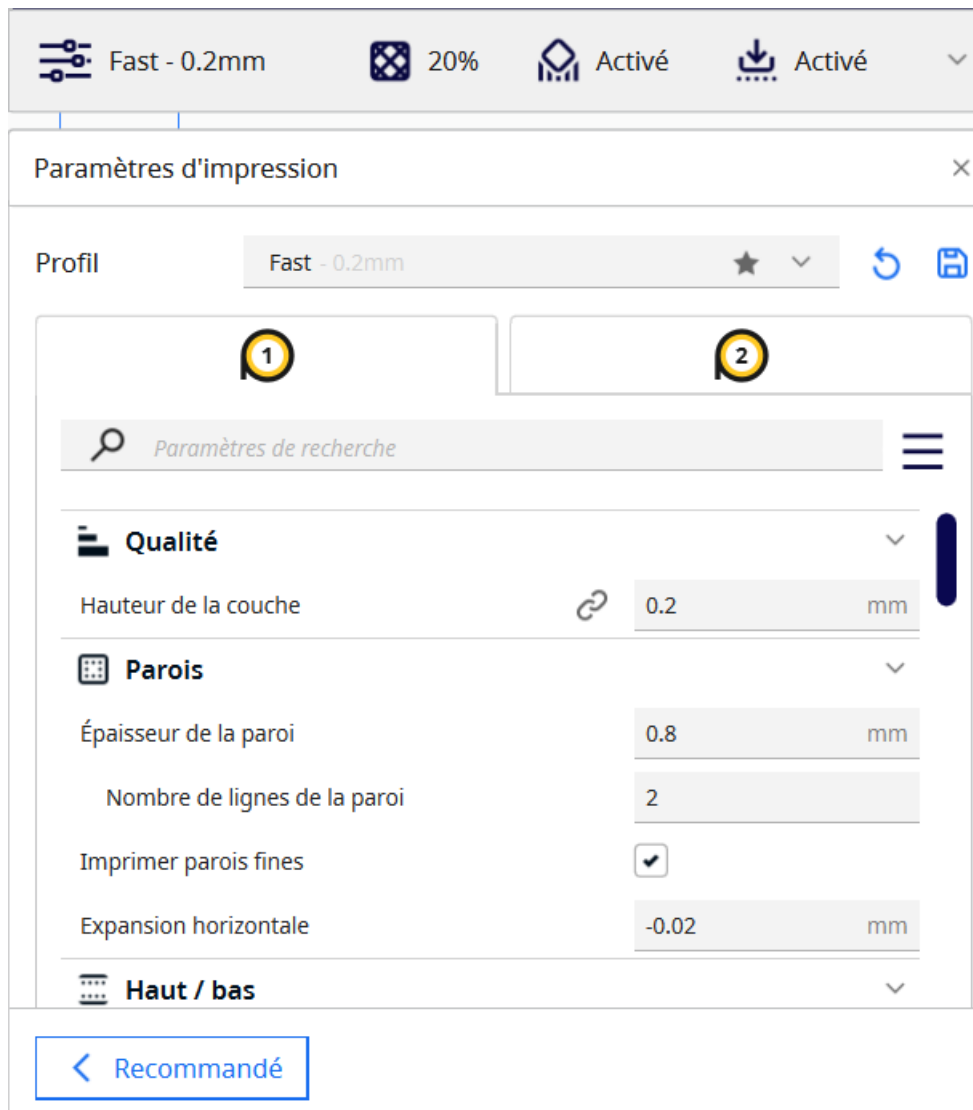 Fast - 0.2mm 20% Activé Activé
Paramètres d'impression
Profil Fast - 0.2mm
1 2
Paramètres de recherche
Qualité
Hauteur de la couche 0.2 mm
Parois
Épaisseur de la paroi 0.8 mm
Nombre de lignes de la paroi 2
Imprimer parois fines
Expansion horizontale -0.02 mm
Haut / bas
Recommandé